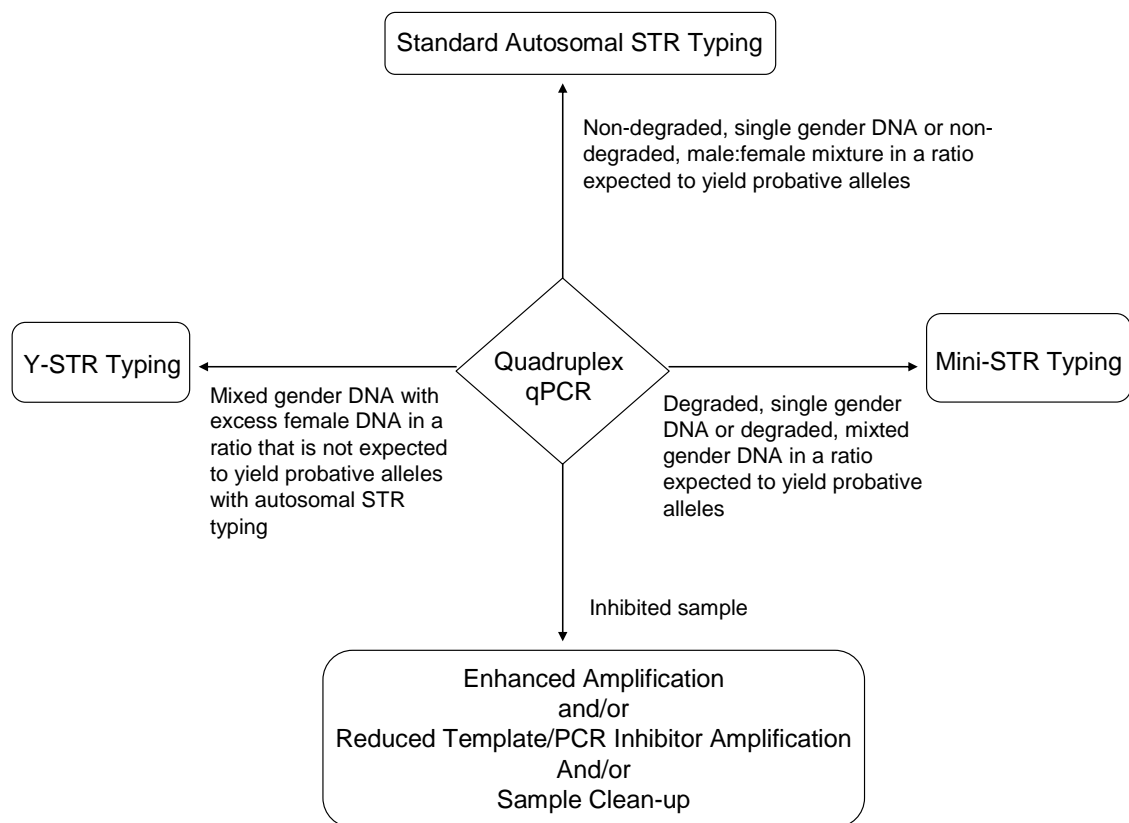 Standard Autosomal STR Typing
Non-degraded, single gender DNA or non-
degraded, male:female mixture in a ratio
expected to yield probative alleles
Y-STR Typing
Quadruplex
qPCR
Mini-STR Typing
Mixed gender DNA with
excess female DNA in a
ratio that is not expected
to yield probative alleles
with autosomal STR
typing
Degraded, single gender
DNA or degraded, mixted
gender DNA in a ratio
expected to yield probative
alleles
Inhibited sample
Enhanced Amplification
and/or
Reduced Template/PCR Inhibitor Amplification
And/or
Sample Clean-up